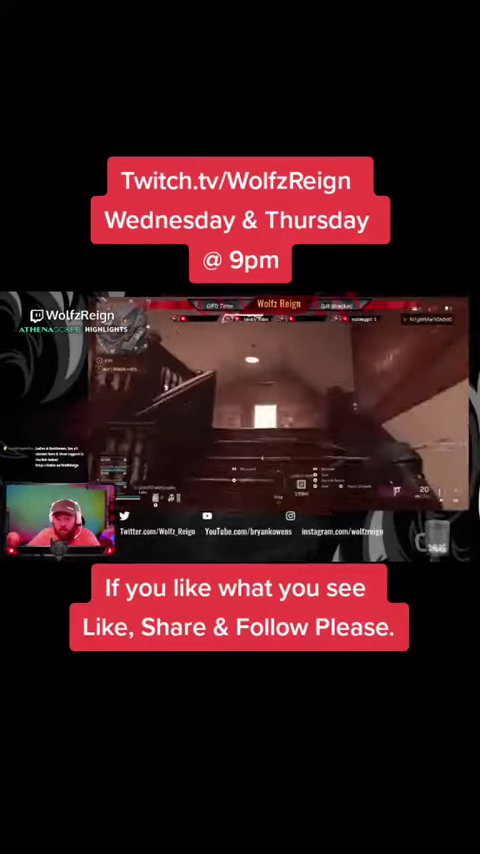 Twitch.tv/WolfzReign
Wednesday & Thursday
@ 9pm
Wolfz Reign
WolfzReign
ATHENASCOPE HIGHLIGHTS
20
Twitter.com/Wolfz_Reign YouTube.com/bryankowens instagram.com/wolfzreign
If you like what you see
Like, Share & Follow Please.